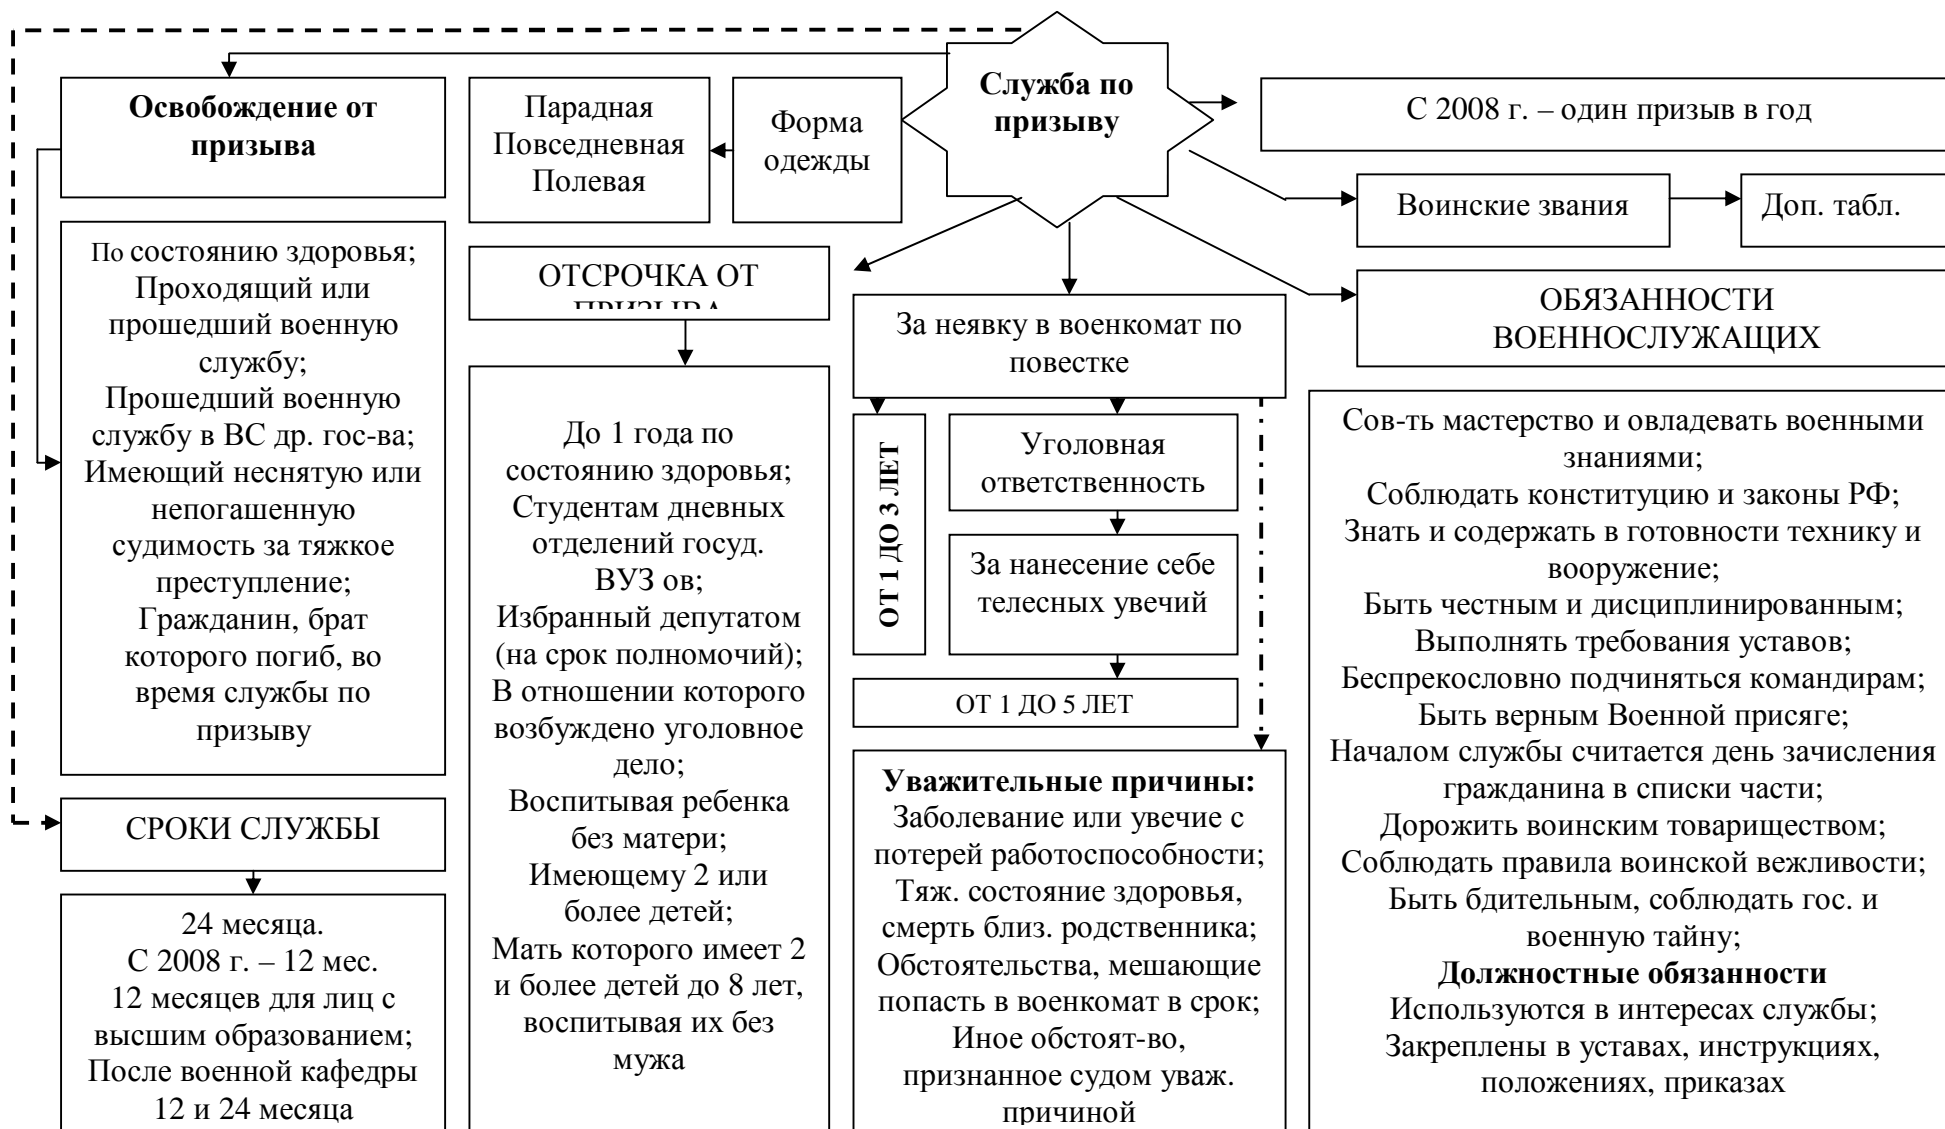 Служба по
призыву
Освобождение от
призыва
По состоянию здоровья;
Проходящий или
прошедший военную
службу;
Прошедший военную
службу в ВС др. гос-ва;
Имеющий неснятую или
непогашенную
судимость за тяжкое
преступление;
Гражданин, брат
которого погиб, во
время службы по
призыву
СРОКИ СЛУЖБЫ
24 месяца.
С 2008 г. – 12 мес.
12 месяцев для лиц с
высшим образованием;
После военной кафедры
12 и 24 месяца
Парадная
Повседневная
Полевая
Форма
одежды
ОТСРОЧКА ОТ
ПРИЗЫВА
До 1 года по
состоянию здоровья;
Студентам дневных
отделений госуд.
ВУЗ ов;
Избранный депутатом
(на срок полномочий);
В отношении которого
возбуждено уголовное
дело;
Воспитывая ребенка
без матери;
Имеющему 2 или
более детей;
Мать которого имеет 2
и более детей до 8 лет,
воспитывая их без
мужа
За неявку в военкомат по
повестке
ОТ 1 ДО 3 ЛЕТ
Уголовная
ответственность
За нанесение себе
телесных увечий
ОТ 1 ДО 5 ЛЕТ
Уважительные причины:
Заболевание или увечие с
потерей работоспособности;
Тяж. состояние здоровья,
смерть близ. родственника;
Обстоятельства, мешающие
попасть в военкомат в срок;
Иное обстоят-во,
признанное судом уваж.
причиной
С 2008 г. – один призыв в год
Воинские звания
Доп. табл.
ОБЯЗАННОСТИ
ВОЕННОСЛУЖАЩИХ
Сов-ть мастерство и овладевать военными
знаниями;
Соблюдать конституцию и законы РФ;
Знать и содержать в готовности технику и
вооружение;
Быть честным и дисциплинированным;
Выполнять требования уставов;
Беспрекословно подчиняться командирам;
Быть верным Военной присяге;
Началом службы считается день зачисления
гражданина в списки части;
Дорожить воинским товариществом;
Соблюдать правила воинской вежливости;
Быть бдительным, соблюдать гос. и
военную тайну;
Должностные обязанности
Используются в интересах службы;
Закреплены в уставах, инструкциях,
положениях, приказах